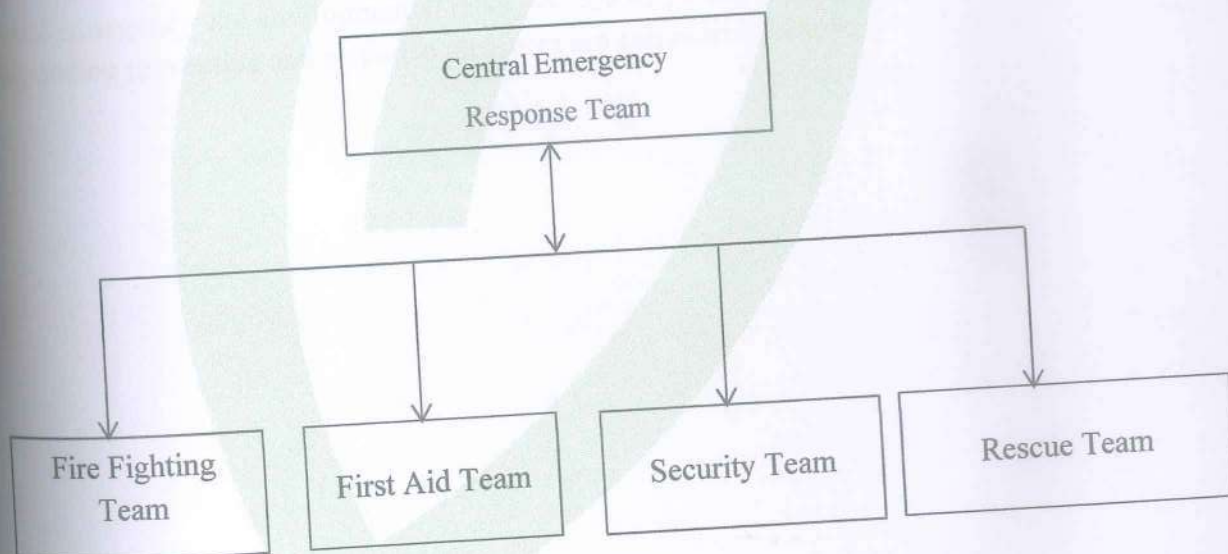 Central Emergency
Response Team
Fire Fighting
Team
First Aid Team
Security Team
Rescue Team